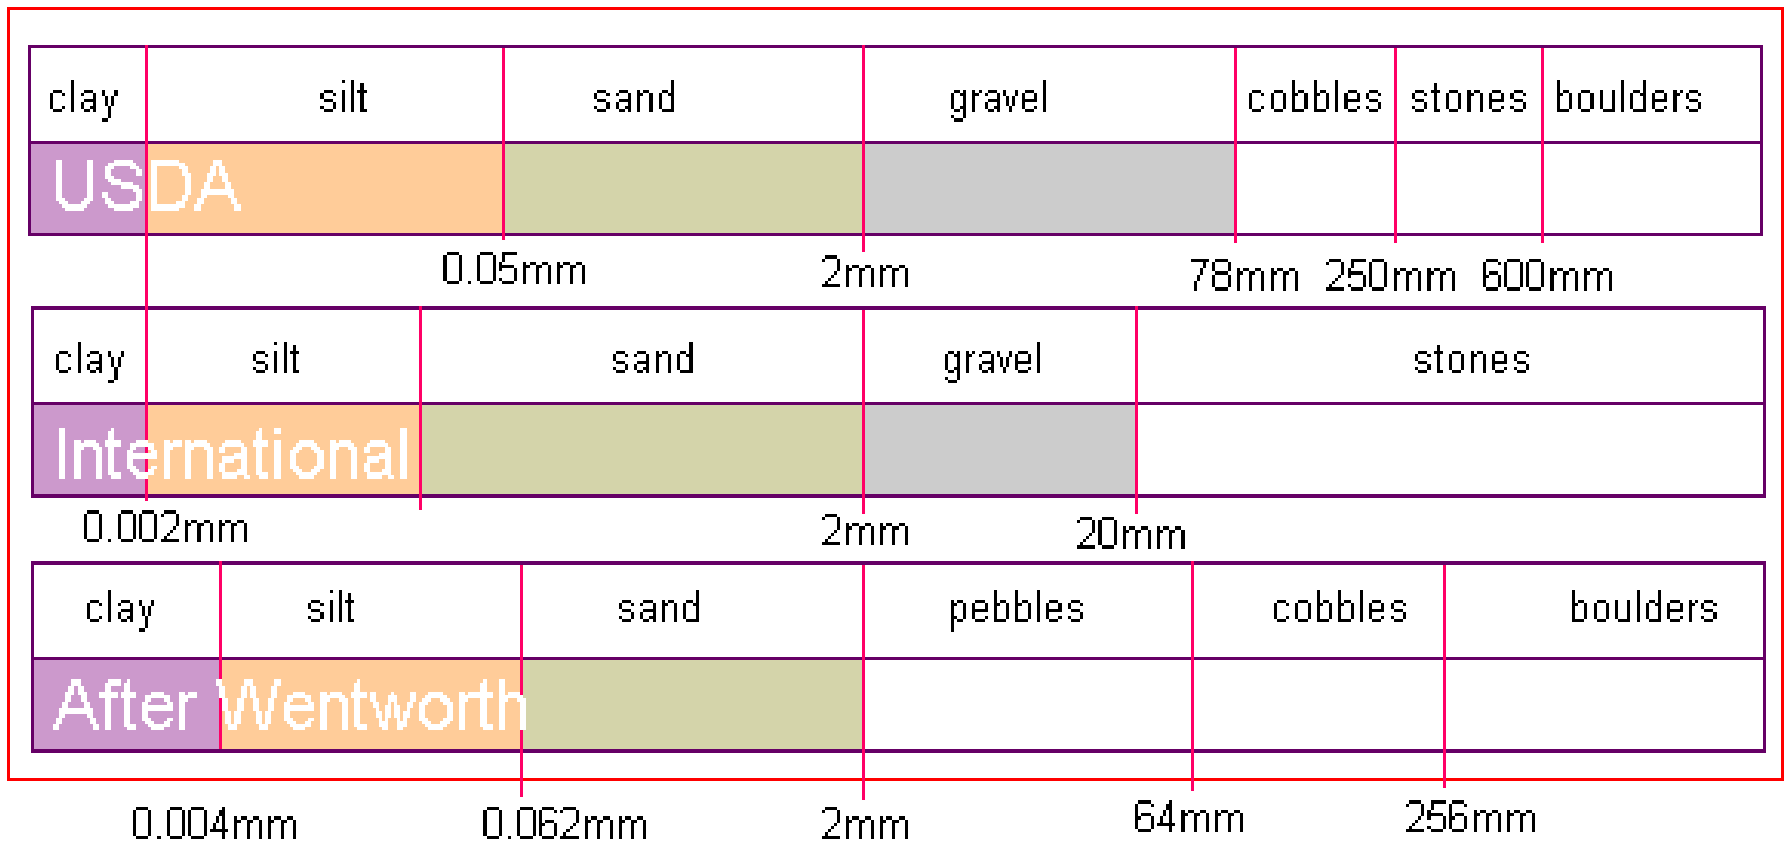 clay silt sand gravel cobbles stones boulders
USDA
0.05mm 2mm 78mm 250mm 600mm
clay silt sand gravel stones
International
0.002mm 2mm 20mm
clay silt sand pebbles cobbles boulders
After Wentworth
0.004mm 0.062mm 2mm 64mm 256mm